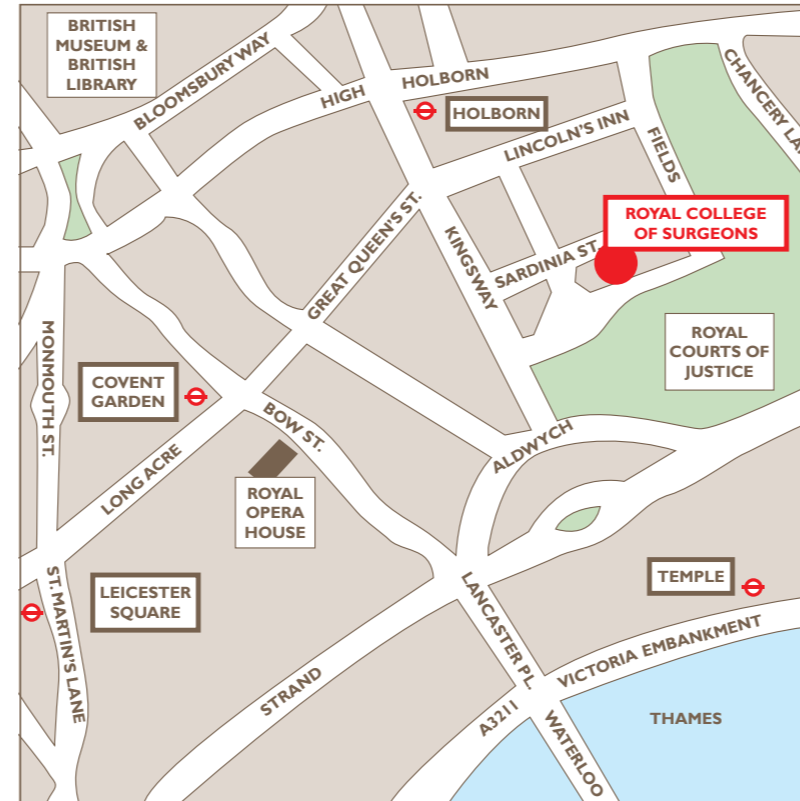 BRITISH
MUSEUM &
BRITISH
LIBRARY
BLOOMSBURY WAY
HIGH HOLBORN
HOLBORN
CHANCERY LA
LINCOLN'S INN
FIELDS
ROYAL COLLEGE
OF SURGEONS
GREAT QUEEN'S ST.
KINGSWAY
SARDINIA ST.
MONMOUTH ST.
COVENT
GARDEN
ROYAL
COURTS OF
JUSTICE
BOW ST.
ALDWYCH
LONG ACRE
ROYAL
OPERA
HOUSE
ST. MARTIN'S LANE
LEICESTER
SQUARE
TEMPLE
LANCASTER PL.
VICTORIA EMBANKMENT
STRAND
A3211
WATERLOO
THAMES